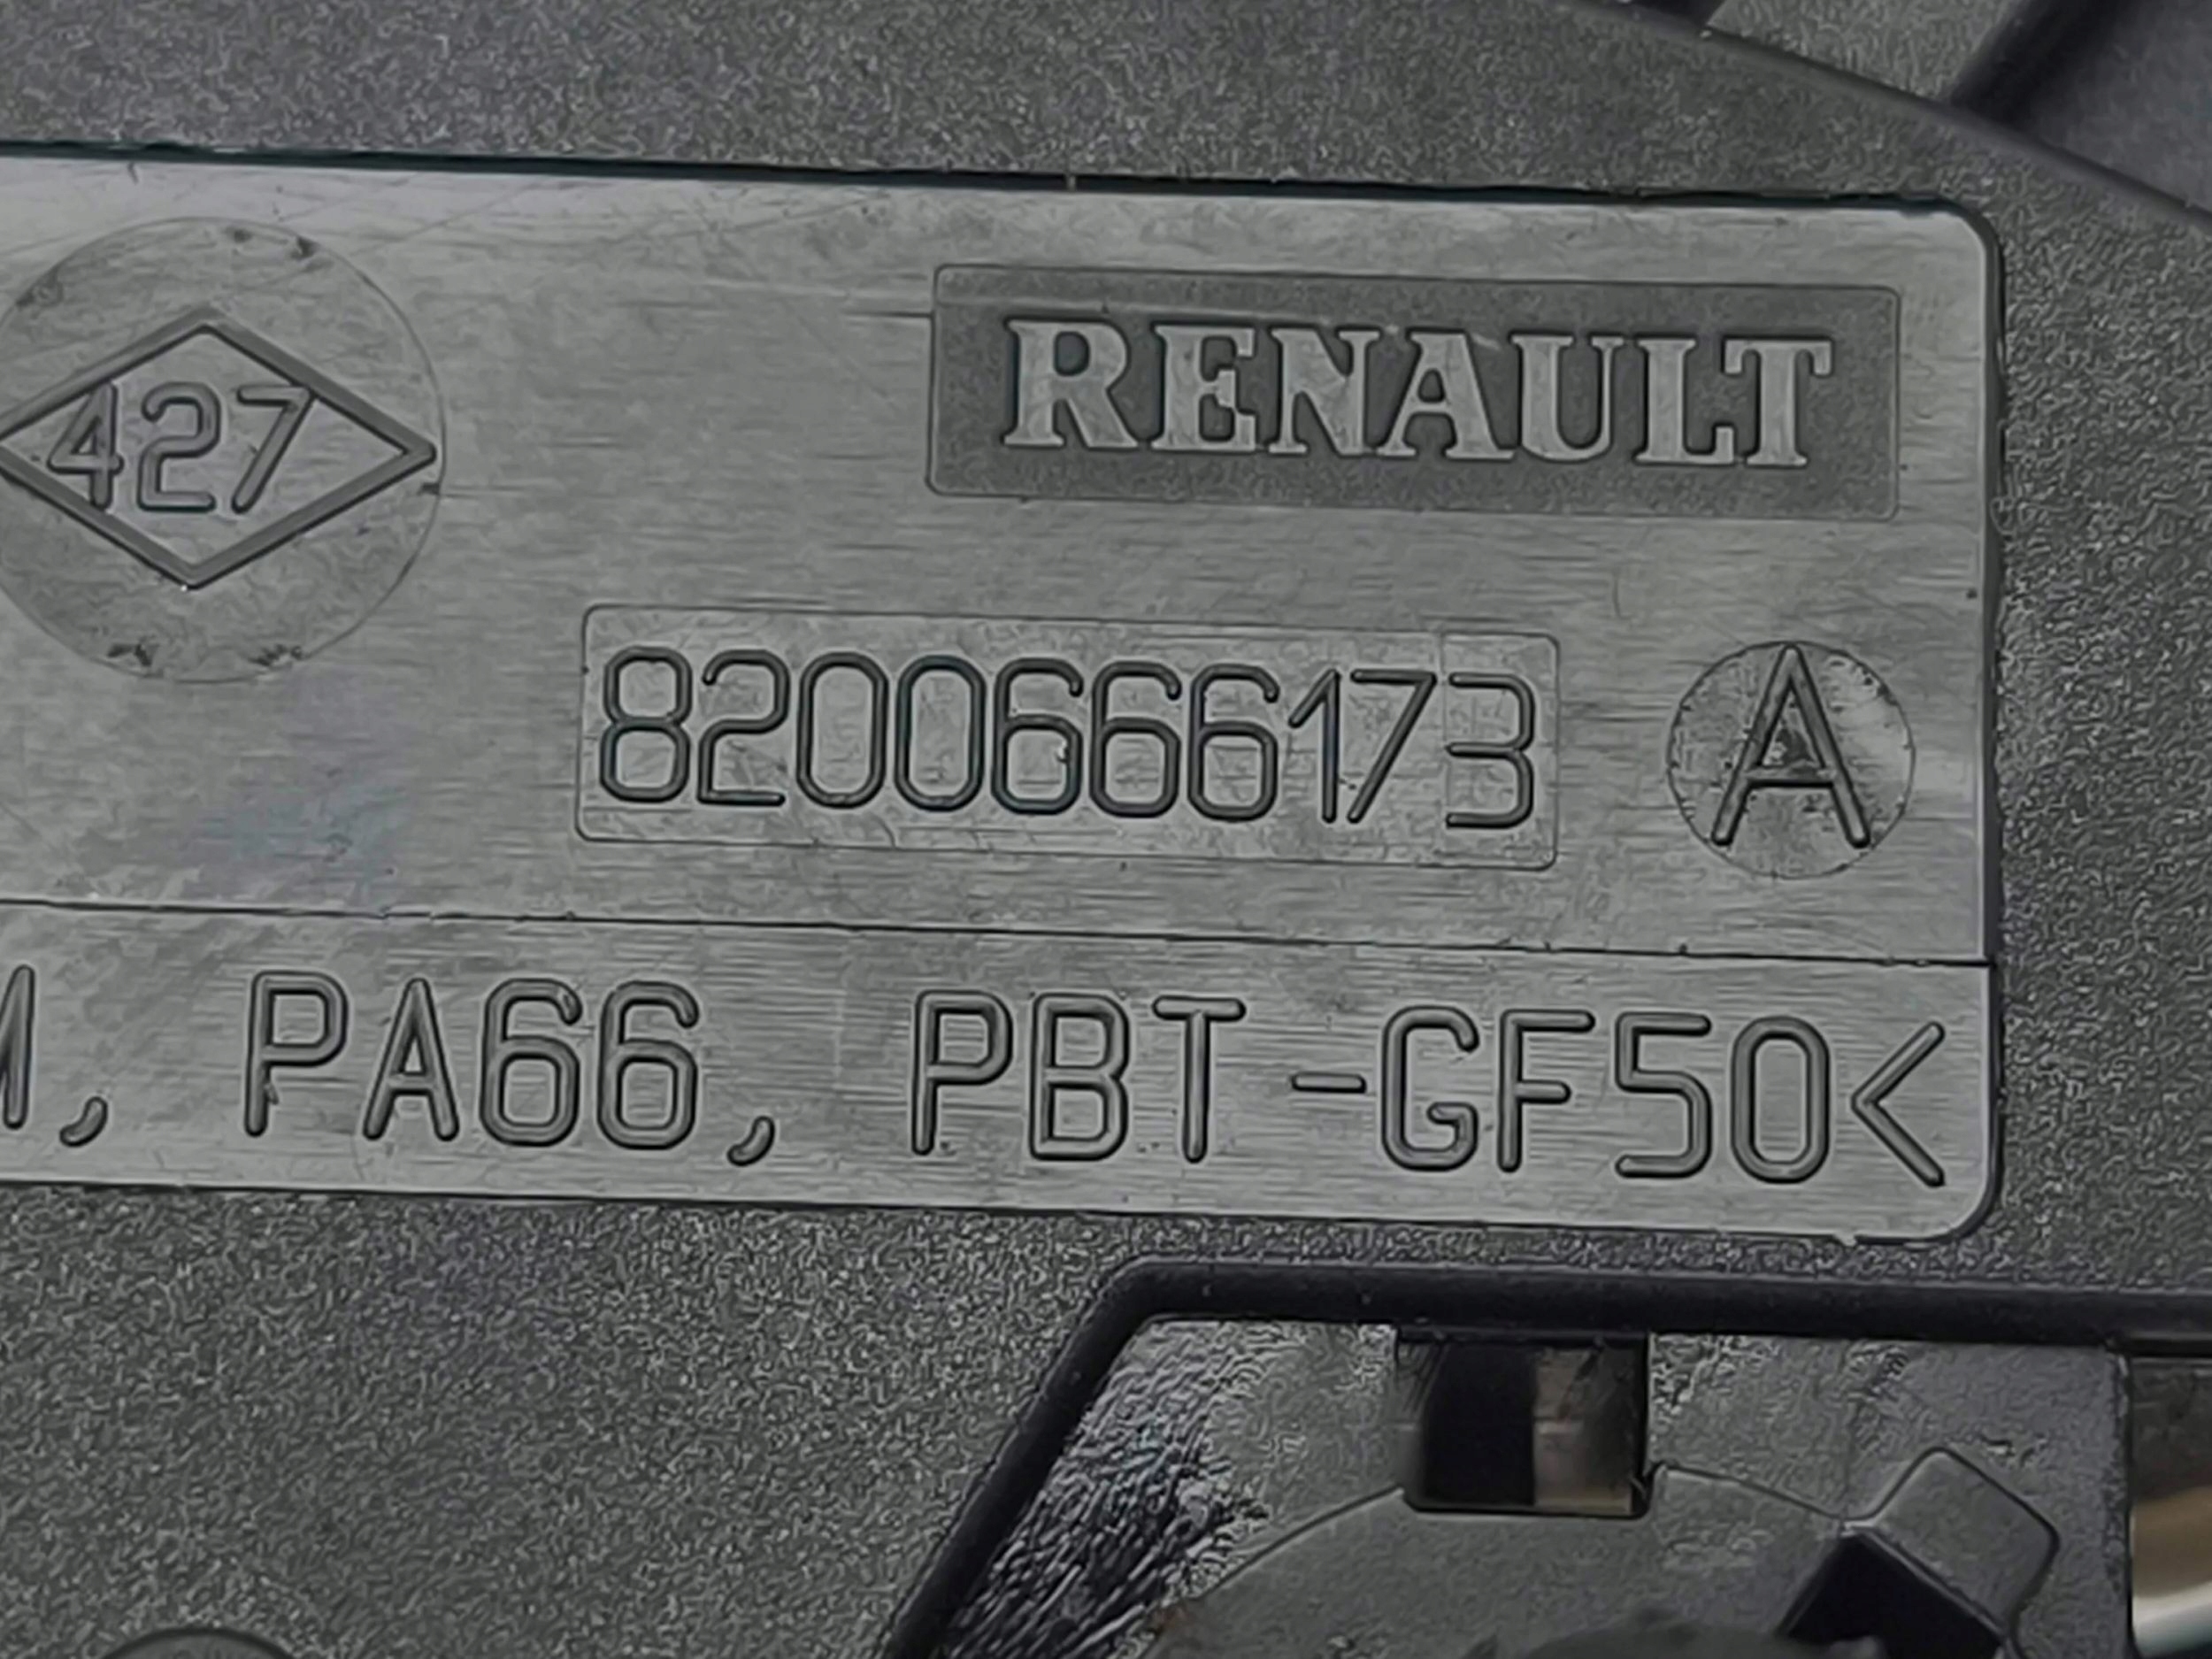 RENAULT
427
8200666173 A
M, PA66, PBT-GF50<